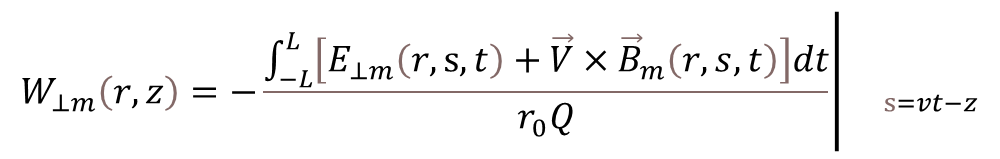 W⊥m(r, z) = − ∫_{-L}^{L}[E⊥m(r, s, t) + V⃗ × B⃗m(r, s, t)]dt / r₀Q | s=vt−z